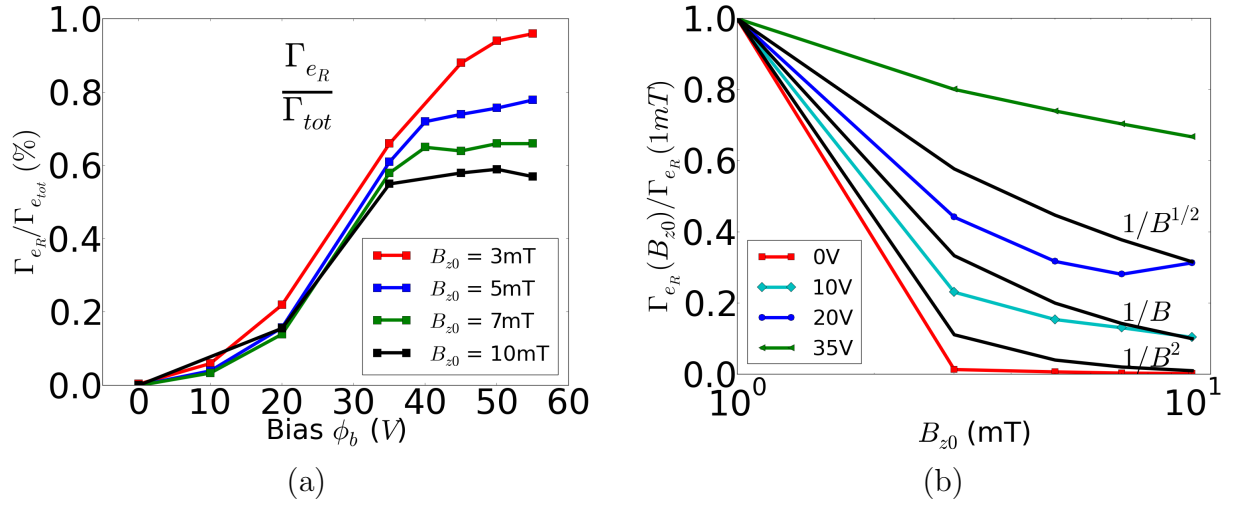 1.0
0.8
0.6
0.4
0.2
0.0
Γ_{e_R}/Γ_{e_{tot}} (%)
Γ_{e_R}
Γ_{tot}
B_{z0} = 3mT
B_{z0} = 5mT
B_{z0} = 7mT
B_{z0} = 10mT
0 10 20 30 40 50 60
Bias ϕ_b (V)
(a)
1.0
0.8
0.6
0.4
0.2
0.0
Γ_{e_R}(B_{z0})/Γ_{e_R}(1mT)
1/B^{1/2}
1/B
1/B^2
0V
10V
20V
35V
10^0 10^1
B_{z0} (mT)
(b)